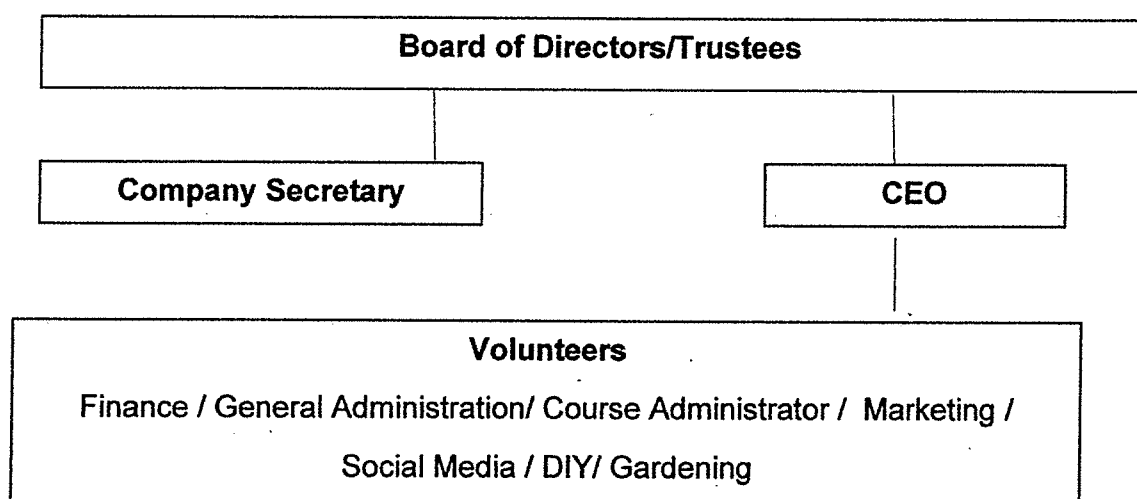 Board of Directors/Trustees
Company Secretary
CEO
Volunteers
Finance / General Administration/ Course Administrator / Marketing /
Social Media / DIY/ Gardening